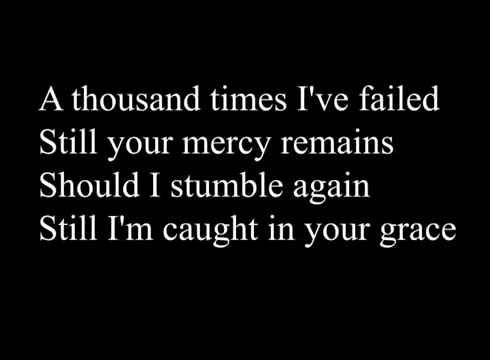 A thousand times I've failed
Still your mercy remains
Should I stumble again
Still I'm caught in your grace